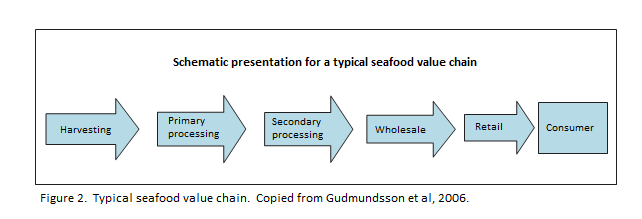 Schematic presentation for a typical seafood value chain
Harvesting
Primary
processing
Secondary
processing
Wholesale
Retail
Consumer
Figure 2.  Typical seafood value chain.  Copied from Gudmundsson et al, 2006.